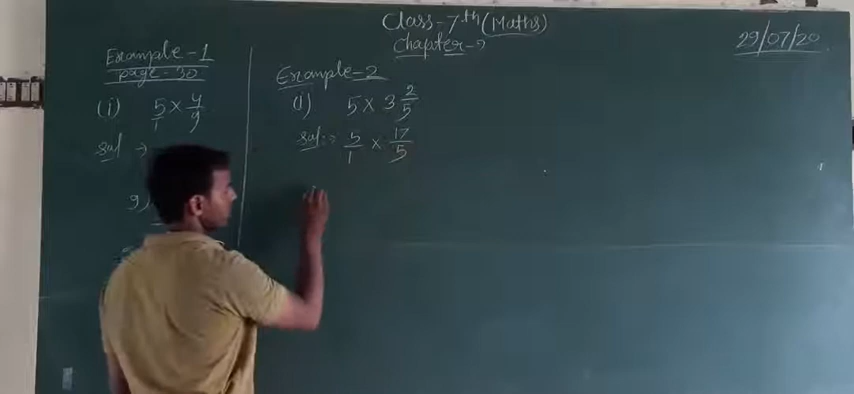 Class-7th (Maths)
Chapter-2
29/07/20
Example-1
page-30
(i) 5/1 × 4/9
sol →
9)
Example-2
(i) 5 × 3 2/5
sol:→ 5/1 × 17/5